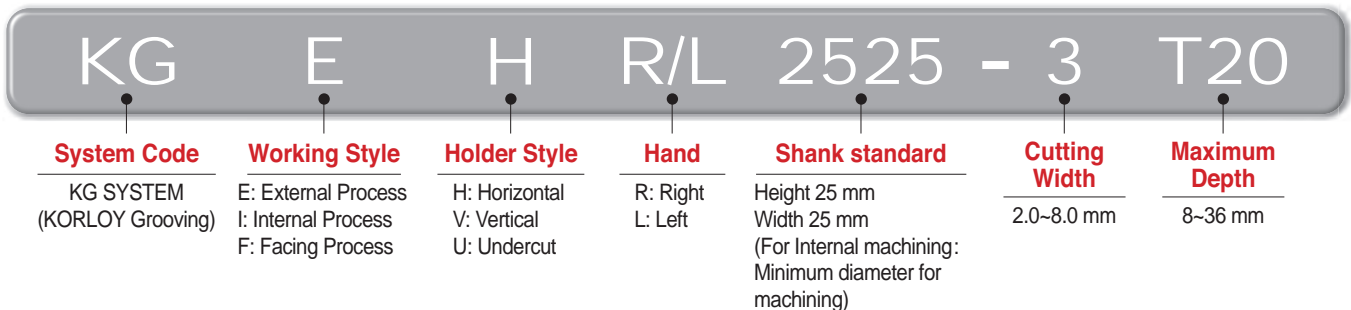 KG E H R/L 2525 - 3 T20
System Code
KG SYSTEM
(KORLOY Grooving)
Working Style
E: External Process
I: Internal Process
F: Facing Process
Holder Style
H: Horizontal
V: Vertical
U: Undercut
Hand
R: Right
L: Left
Shank standard
Height 25 mm
Width 25 mm
(For Internal machining:
Minimum diameter for
machining)
Cutting
Width
2.0~8.0 mm
Maximum
Depth
8~36 mm